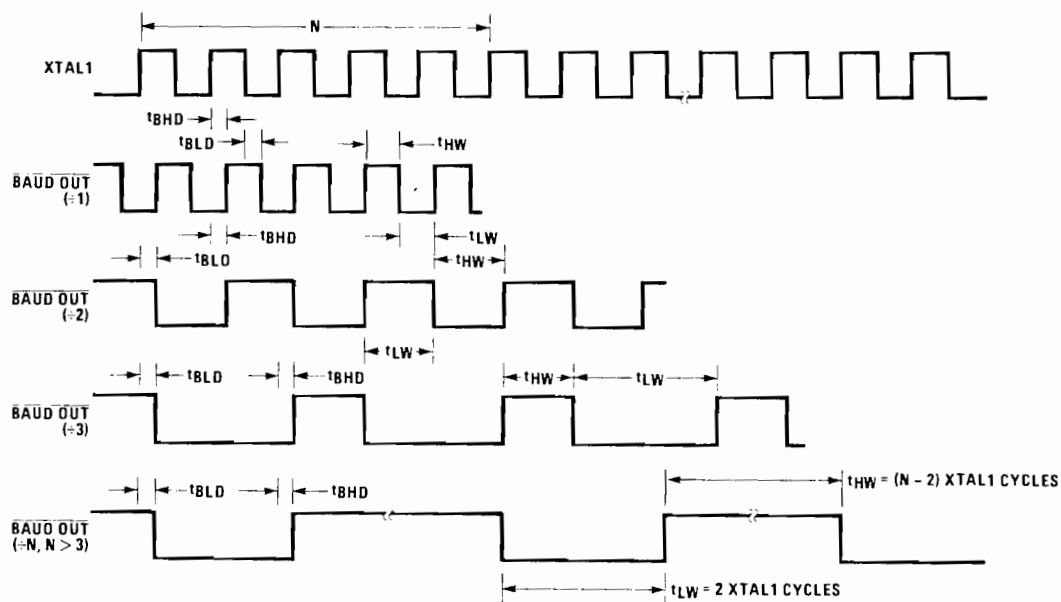 N
XTAL1
tBHD
tBLD
tHW
BAUD OUT
(÷1)
tBHD
tLW
tBLO
tHW
BAUD OUT
(÷2)
tLW
tBLD
tBHD
tHW
tLW
BAUD OUT
(÷3)
tBLD
tBHD
tHW = (N – 2) XTAL1 CYCLES
BAUD OUT
(÷N, N > 3)
tLW = 2 XTAL1 CYCLES